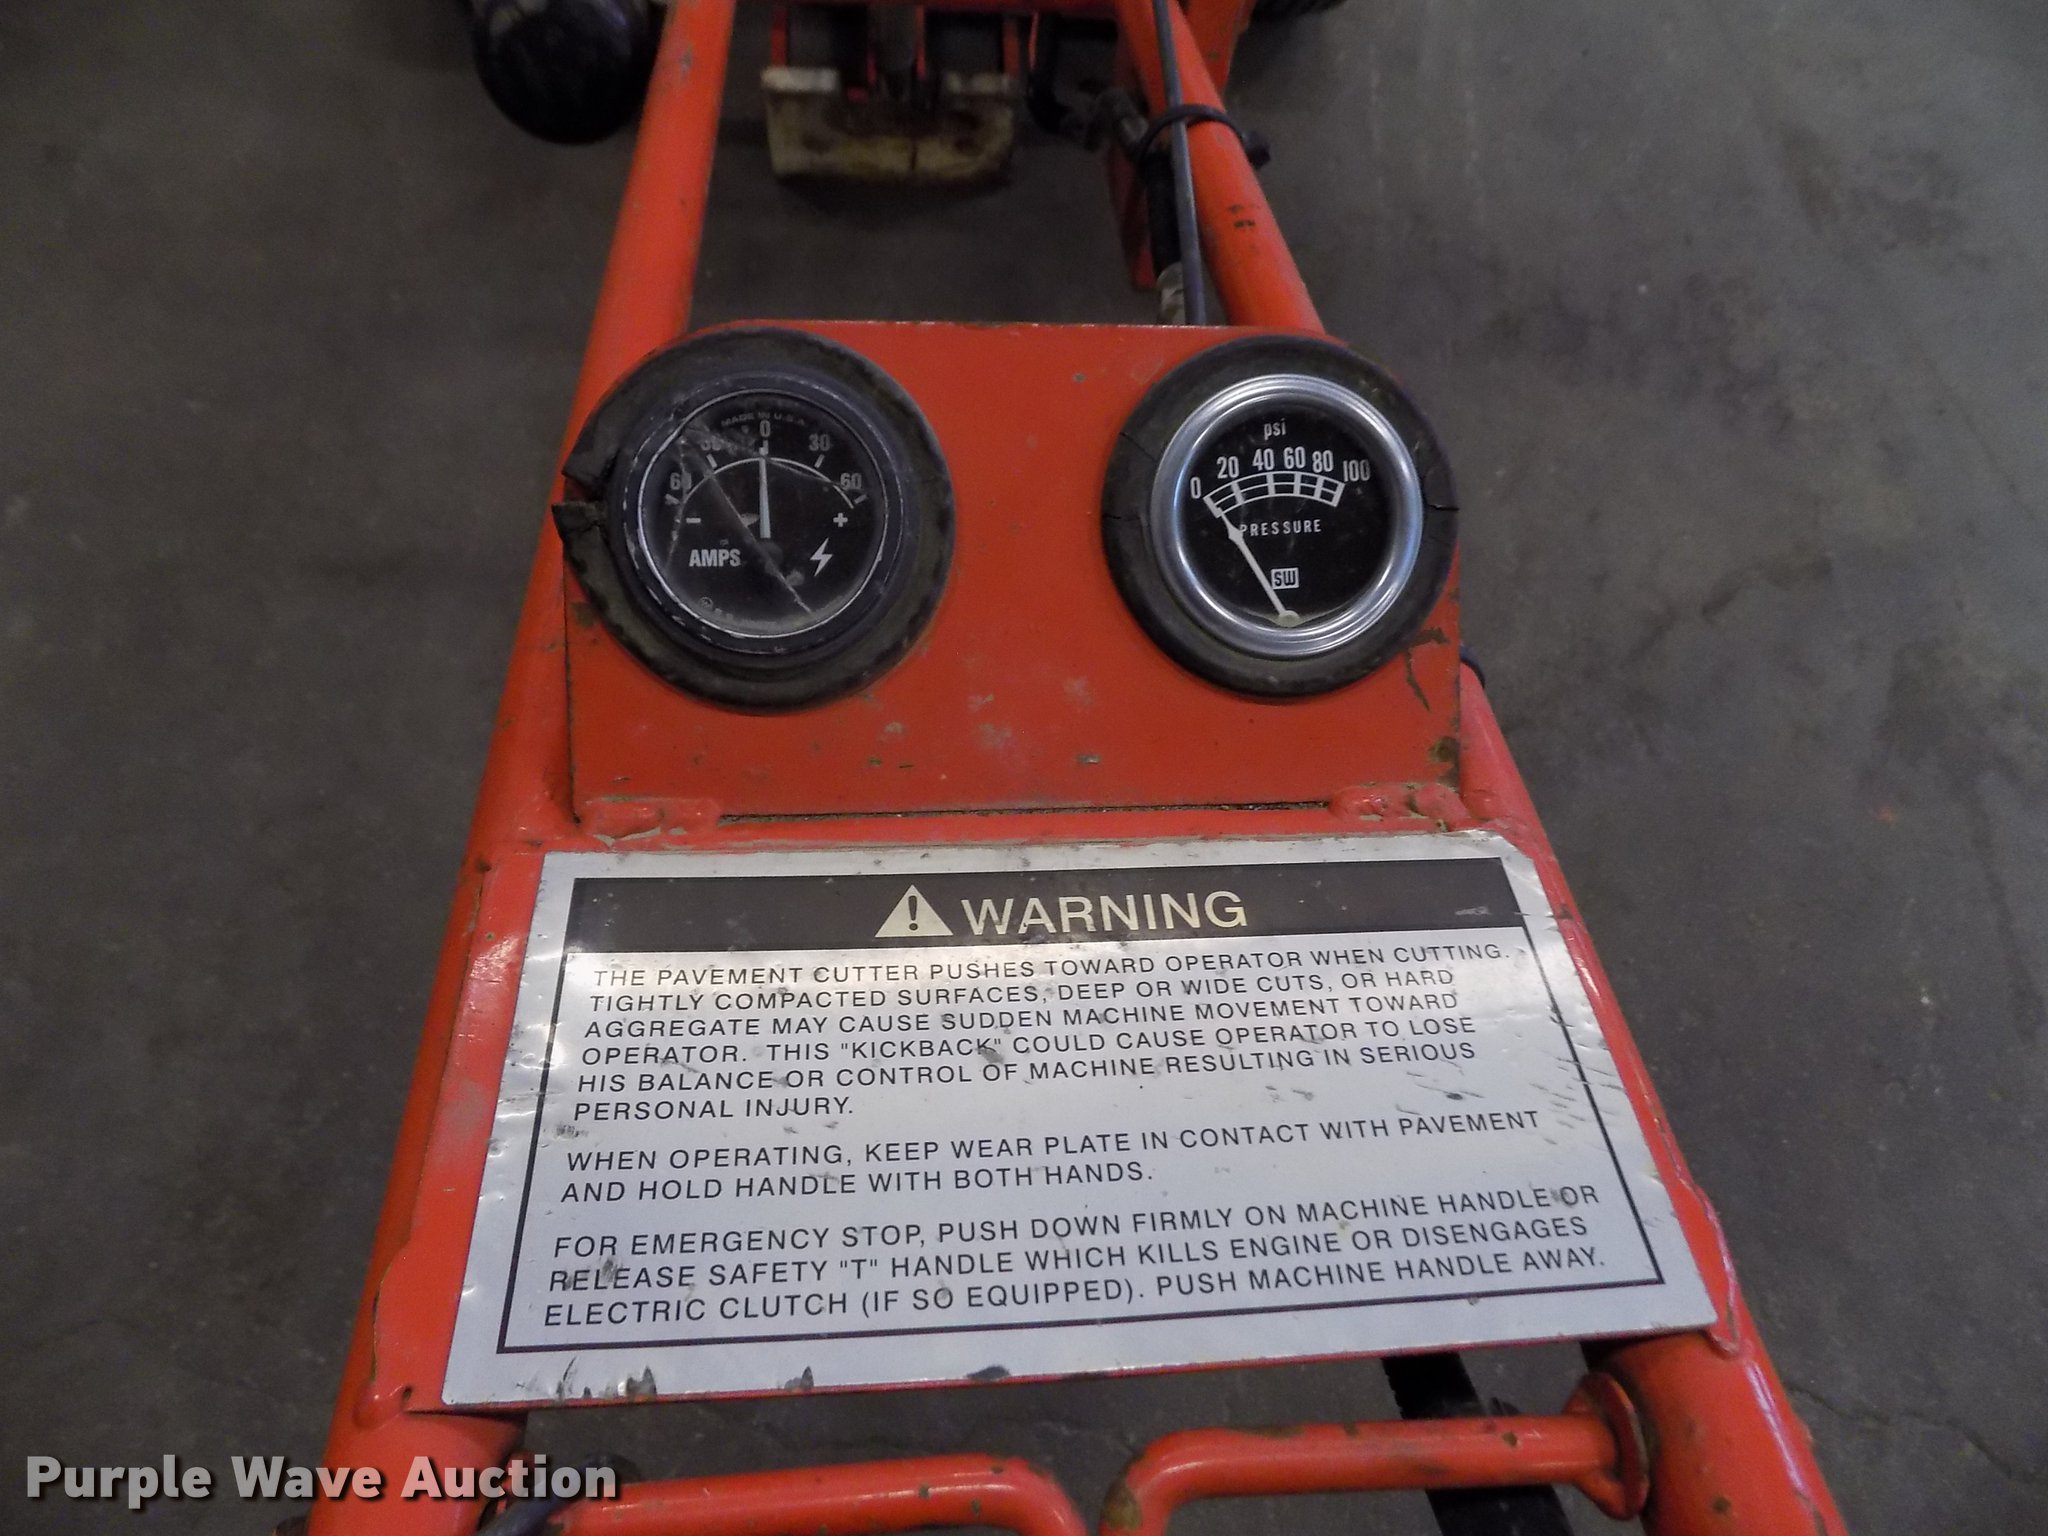 MADE IN U.S.A.
60 30 0 30 60
- +
AMPS
psi
0 20 40 60 80 100
PRESSURE
SW
WARNING
THE PAVEMENT CUTTER PUSHES TOWARD OPERATOR WHEN CUTTING.
TIGHTLY COMPACTED SURFACES, DEEP OR WIDE CUTS, OR HARD
AGGREGATE MAY CAUSE SUDDEN MACHINE MOVEMENT TOWARD
OPERATOR. THIS "KICKBACK" COULD CAUSE OPERATOR TO LOSE
HIS BALANCE OR CONTROL OF MACHINE RESULTING IN SERIOUS
PERSONAL INJURY.
WHEN OPERATING, KEEP WEAR PLATE IN CONTACT WITH PAVEMENT
AND HOLD HANDLE WITH BOTH HANDS.
FOR EMERGENCY STOP, PUSH DOWN FIRMLY ON MACHINE HANDLE OR
RELEASE SAFETY "T" HANDLE WHICH KILLS ENGINE OR DISENGAGES
ELECTRIC CLUTCH (IF SO EQUIPPED). PUSH MACHINE HANDLE AWAY.
Purple Wave Auction